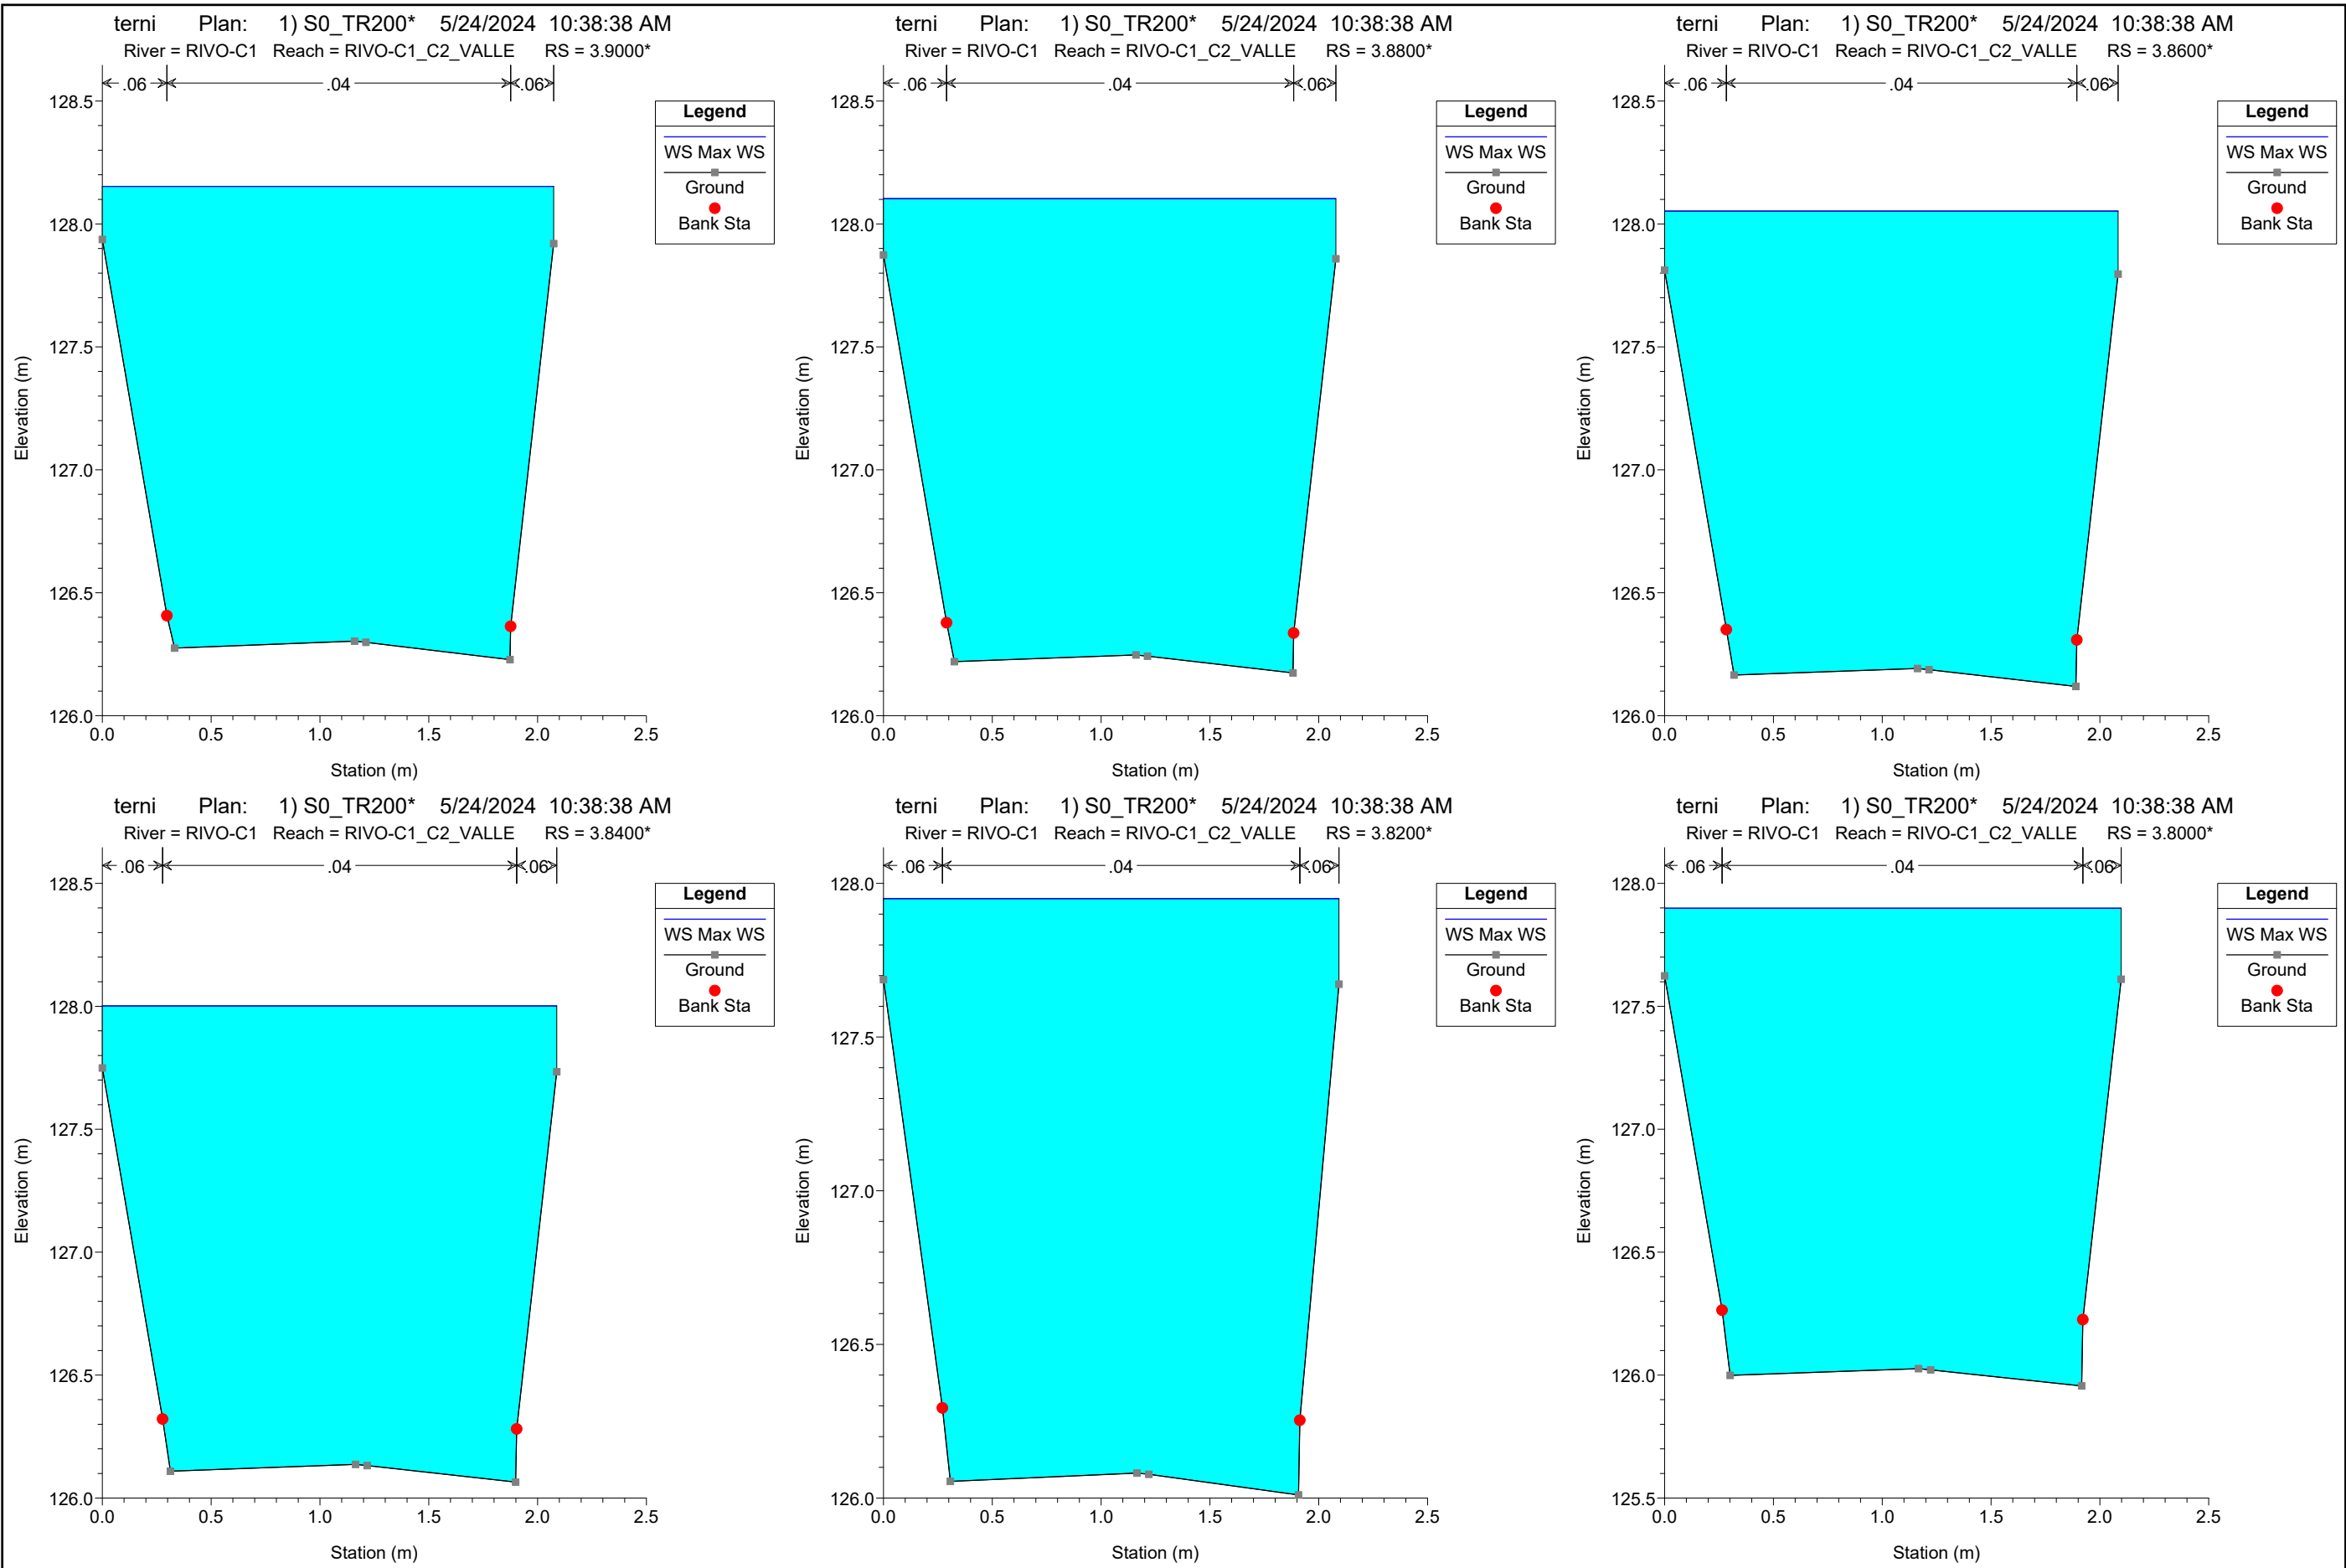 terni Plan: 1) S0_TR200* 5/24/2024 10:38:38 AM
River = RIVO-C1 Reach = RIVO-C1_C2_VALLE RS = 3.9000*
.06 .04 .06
128.5
128.0
127.5
127.0
126.5
126.0
0.0 0.5 1.0 1.5 2.0 2.5
Station (m)
Elevation (m)
Legend
WS Max WS
Ground
Bank Sta
terni Plan: 1) S0_TR200* 5/24/2024 10:38:38 AM
River = RIVO-C1 Reach = RIVO-C1_C2_VALLE RS = 3.8800*
.06 .04 .06
128.5
128.0
127.5
127.0
126.5
126.0
0.0 0.5 1.0 1.5 2.0 2.5
Station (m)
Elevation (m)
Legend
WS Max WS
Ground
Bank Sta
terni Plan: 1) S0_TR200* 5/24/2024 10:38:38 AM
River = RIVO-C1 Reach = RIVO-C1_C2_VALLE RS = 3.8600*
.06 .04 .06
128.5
128.0
127.5
127.0
126.5
126.0
0.0 0.5 1.0 1.5 2.0 2.5
Station (m)
Elevation (m)
Legend
WS Max WS
Ground
Bank Sta
terni Plan: 1) S0_TR200* 5/24/2024 10:38:38 AM
River = RIVO-C1 Reach = RIVO-C1_C2_VALLE RS = 3.8400*
.06 .04 .06
128.5
128.0
127.5
127.0
126.5
126.0
0.0 0.5 1.0 1.5 2.0 2.5
Station (m)
Elevation (m)
Legend
WS Max WS
Ground
Bank Sta
terni Plan: 1) S0_TR200* 5/24/2024 10:38:38 AM
River = RIVO-C1 Reach = RIVO-C1_C2_VALLE RS = 3.8200*
.06 .04 .06
128.0
127.5
127.0
126.5
126.0
0.0 0.5 1.0 1.5 2.0 2.5
Station (m)
Elevation (m)
Legend
WS Max WS
Ground
Bank Sta
terni Plan: 1) S0_TR200* 5/24/2024 10:38:38 AM
River = RIVO-C1 Reach = RIVO-C1_C2_VALLE RS = 3.8000*
.06 .04 .06
128.0
127.5
127.0
126.5
126.0
125.5
0.0 0.5 1.0 1.5 2.0 2.5
Station (m)
Elevation (m)
Legend
WS Max WS
Ground
Bank Sta